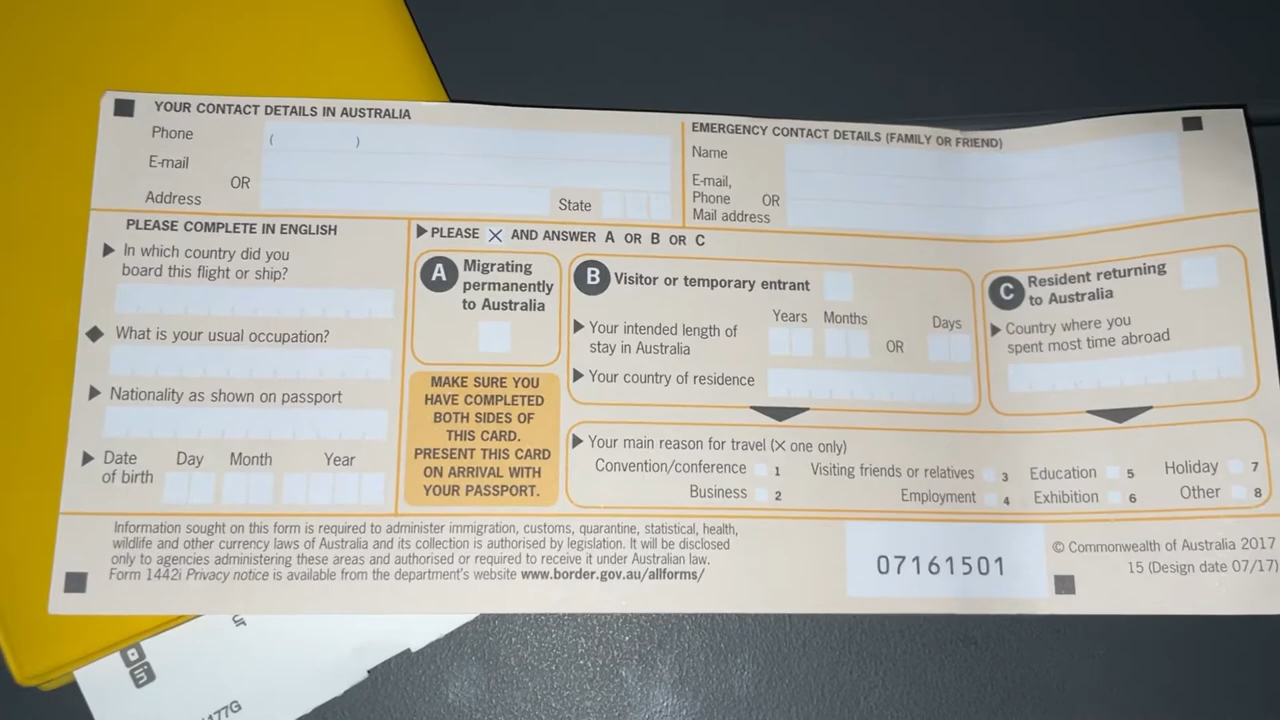 YOUR CONTACT DETAILS IN AUSTRALIA
Phone ( )
E-mail
OR
Address
State
EMERGENCY CONTACT DETAILS (FAMILY OR FRIEND)
Name
E-mail,
Phone OR
Mail address
PLEASE COMPLETE IN ENGLISH
In which country did you
board this flight or ship?
What is your usual occupation?
Nationality as shown on passport
Date
of birth
Day Month Year
PLEASE X AND ANSWER A OR B OR C
A Migrating
permanently
to Australia
MAKE SURE YOU
HAVE COMPLETED
BOTH SIDES OF
THIS CARD.
PRESENT THIS CARD
ON ARRIVAL WITH
YOUR PASSPORT.
B Visitor or temporary entrant
Your intended length of
stay in Australia
Years Months OR Days
Your country of residence
C Resident returning
to Australia
Country where you
spent most time abroad
Your main reason for travel (X one only)
Convention/conference 1 Visiting friends or relatives 3 Education 5 Holiday 7
Business 2 Employment 4 Exhibition 6 Other 8
Information sought on this form is required to administer immigration, customs, quarantine, statistical, health,
wildlife and other currency laws of Australia and its collection is authorised by legislation. It will be disclosed
only to agencies administering these areas and authorised or required to receive it under Australian law.
Form 1442i Privacy notice is available from the department's website www.border.gov.au/allforms/
07161501
© Commonwealth of Australia 2017
15 (Design date 07/17)
in
177G